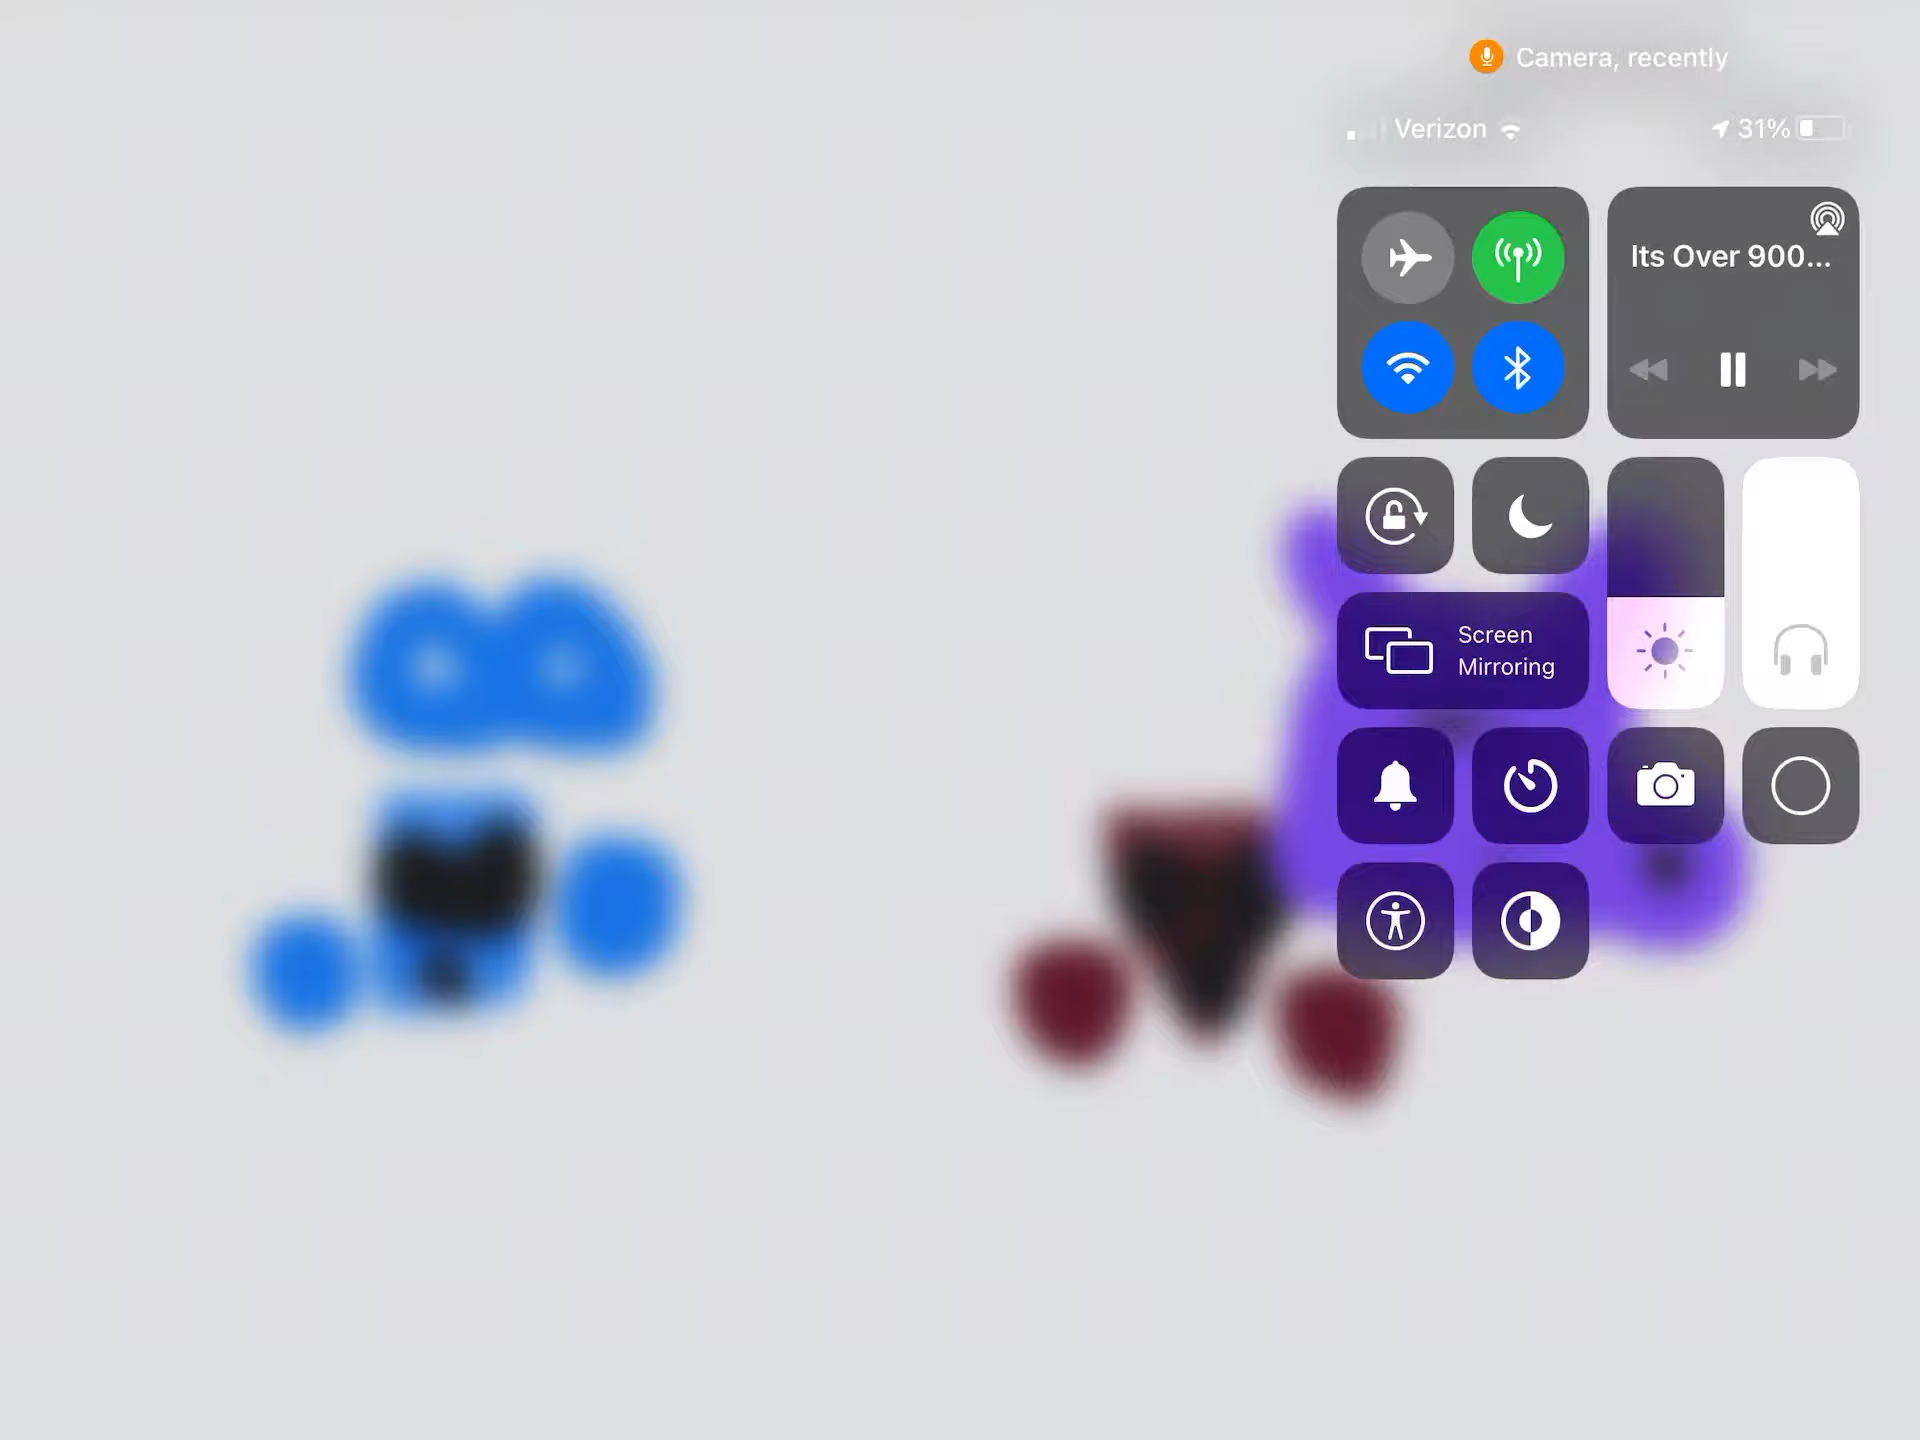 Camera, recently
Verizon
31%
Its Over 900...
Screen
Mirroring